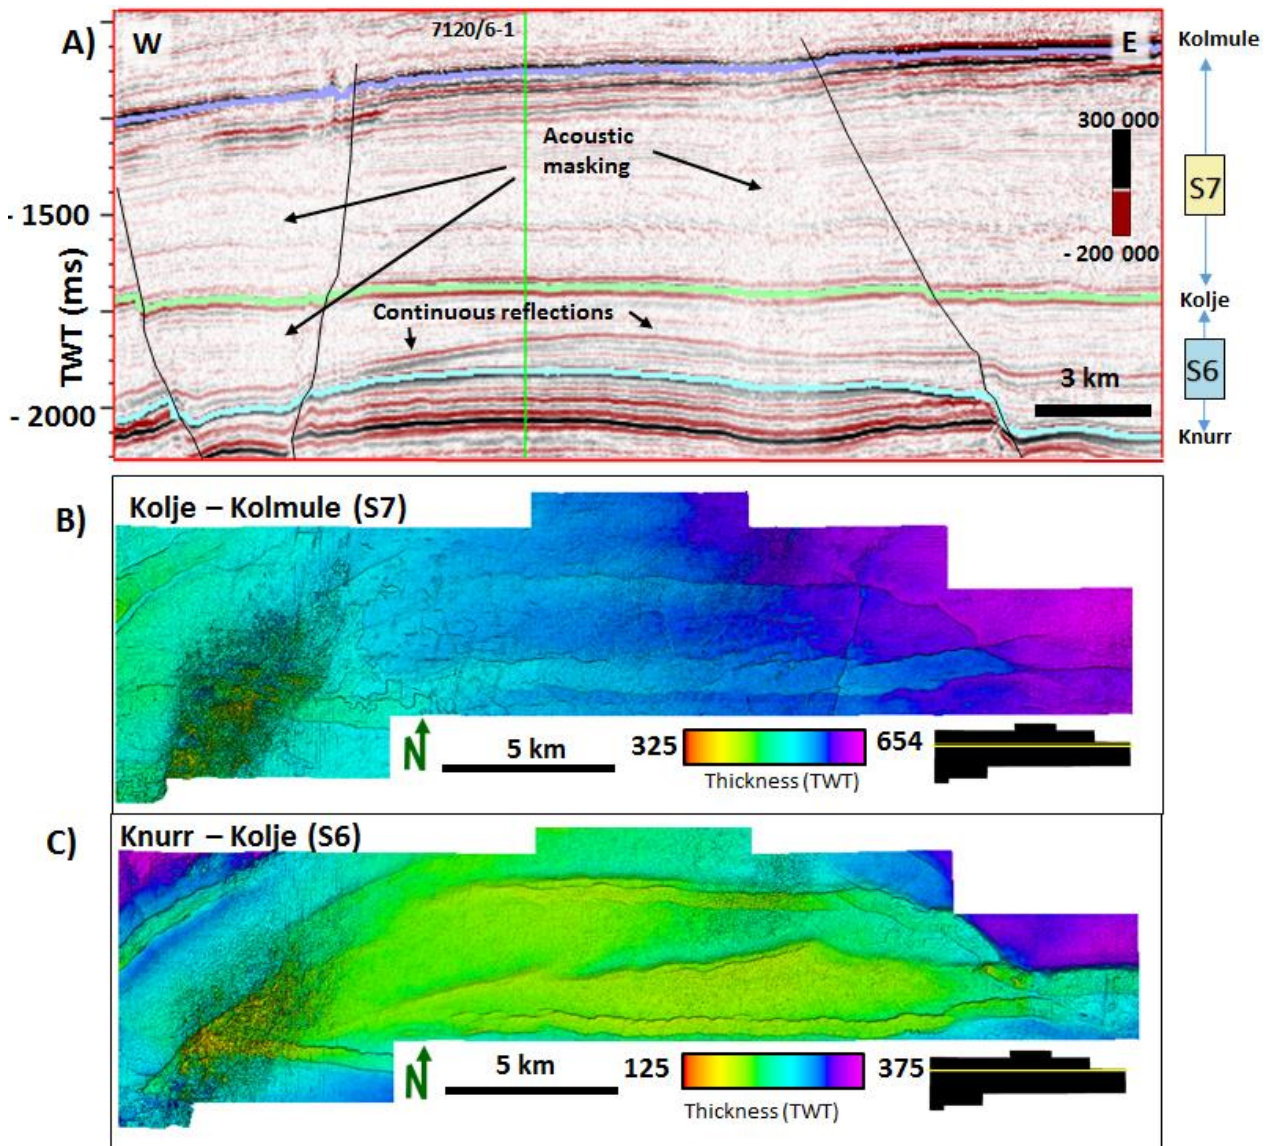 A)
W
7120/6-1
E
Kolmule
Acoustic
masking
300 000
S7
- 1500
- 200 000
TWT (ms)
Kolje
Continuous reflections
S6
3 km
- 2000
Knurr
B)
Kolje – Kolmule (S7)
N
5 km
325
654
Thickness (TWT)
C)
Knurr – Kolje (S6)
N
5 km
125
375
Thickness (TWT)